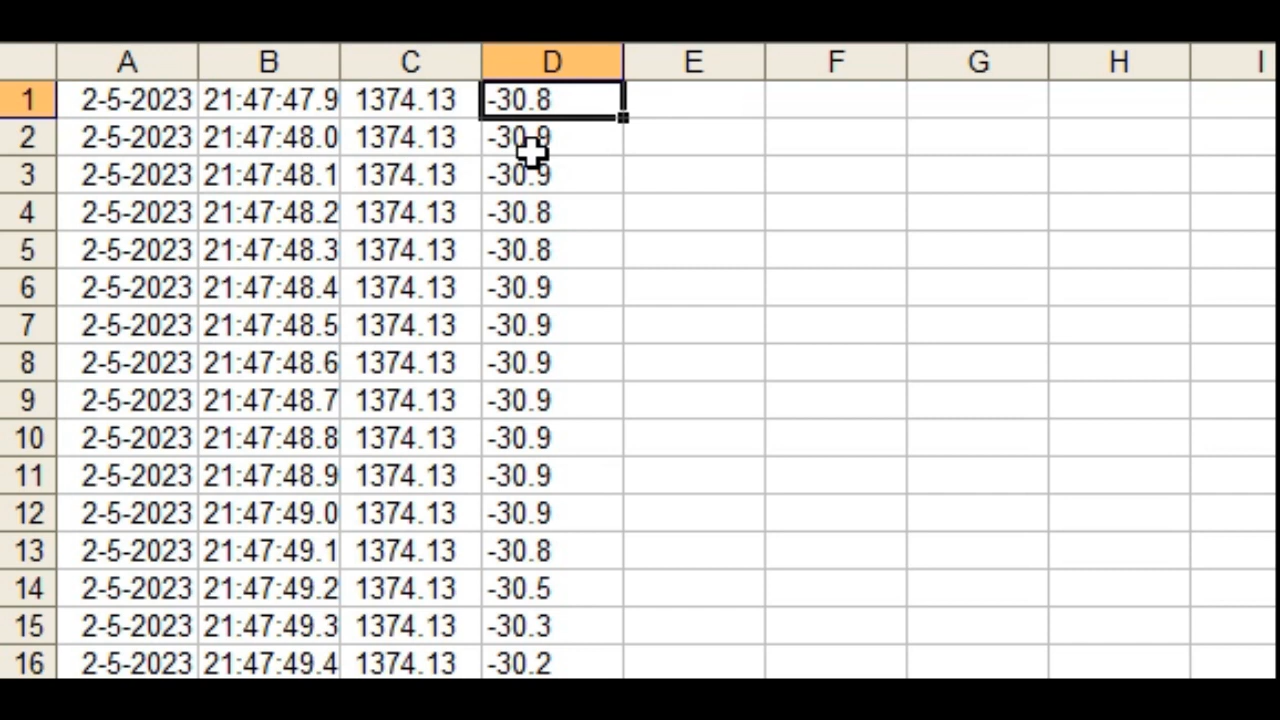 A B C D E F G H I
1 2-5-2023 21:47:47.9 1374.13 -30.8
2 2-5-2023 21:47:48.0 1374.13 -30.9
3 2-5-2023 21:47:48.1 1374.13 -30.9
4 2-5-2023 21:47:48.2 1374.13 -30.8
5 2-5-2023 21:47:48.3 1374.13 -30.8
6 2-5-2023 21:47:48.4 1374.13 -30.9
7 2-5-2023 21:47:48.5 1374.13 -30.9
8 2-5-2023 21:47:48.6 1374.13 -30.9
9 2-5-2023 21:47:48.7 1374.13 -30.9
10 2-5-2023 21:47:48.8 1374.13 -30.9
11 2-5-2023 21:47:48.9 1374.13 -30.9
12 2-5-2023 21:47:49.0 1374.13 -30.9
13 2-5-2023 21:47:49.1 1374.13 -30.8
14 2-5-2023 21:47:49.2 1374.13 -30.5
15 2-5-2023 21:47:49.3 1374.13 -30.3
16 2-5-2023 21:47:49.4 1374.13 -30.2